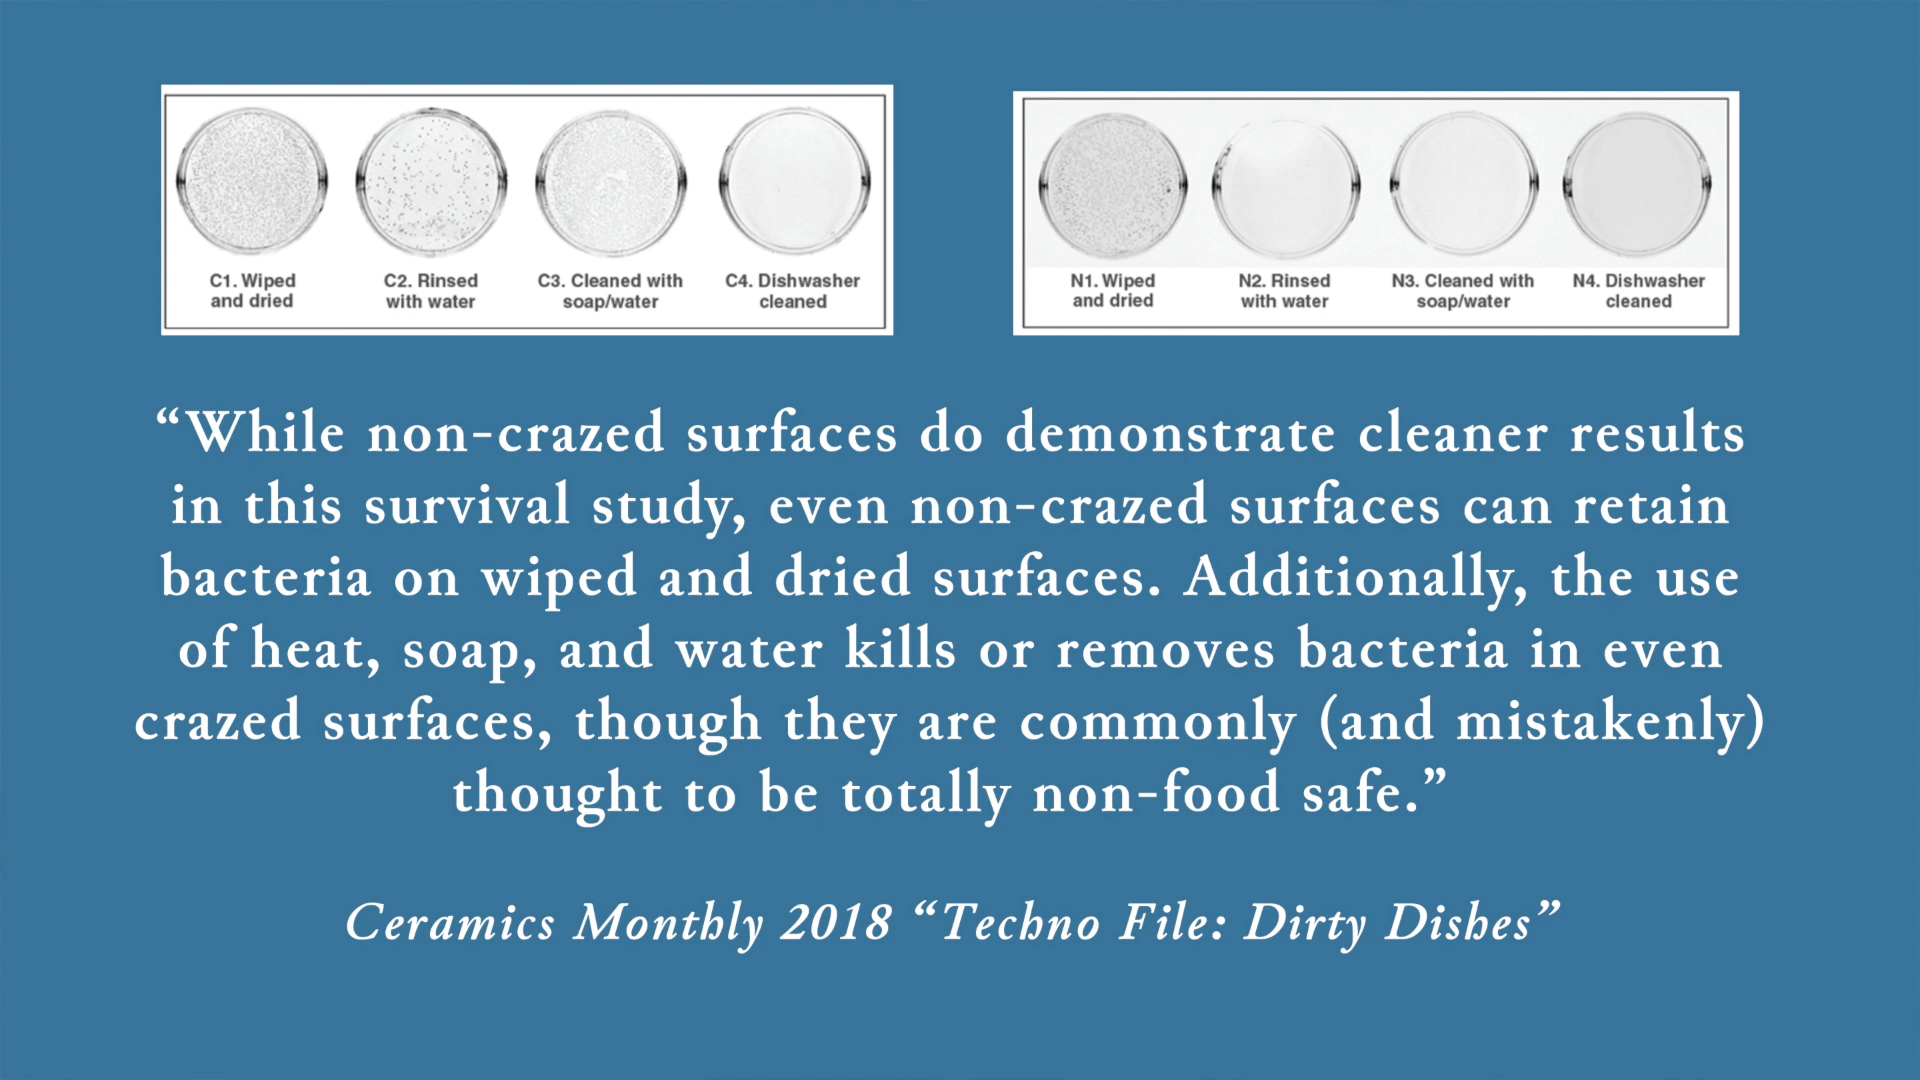 C1. Wiped
and dried
C2. Rinsed
with water
C3. Cleaned with
soap/water
C4. Dishwasher
cleaned
N1. Wiped
and dried
N2. Rinsed
with water
N3. Cleaned with
soap/water
N4. Dishwasher
cleaned
“While non-crazed surfaces do demonstrate cleaner results
in this survival study, even non-crazed surfaces can retain
bacteria on wiped and dried surfaces. Additionally, the use
of heat, soap, and water kills or removes bacteria in even
crazed surfaces, though they are commonly (and mistakenly)
thought to be totally non-food safe.”
Ceramics Monthly 2018 “Techno File: Dirty Dishes”